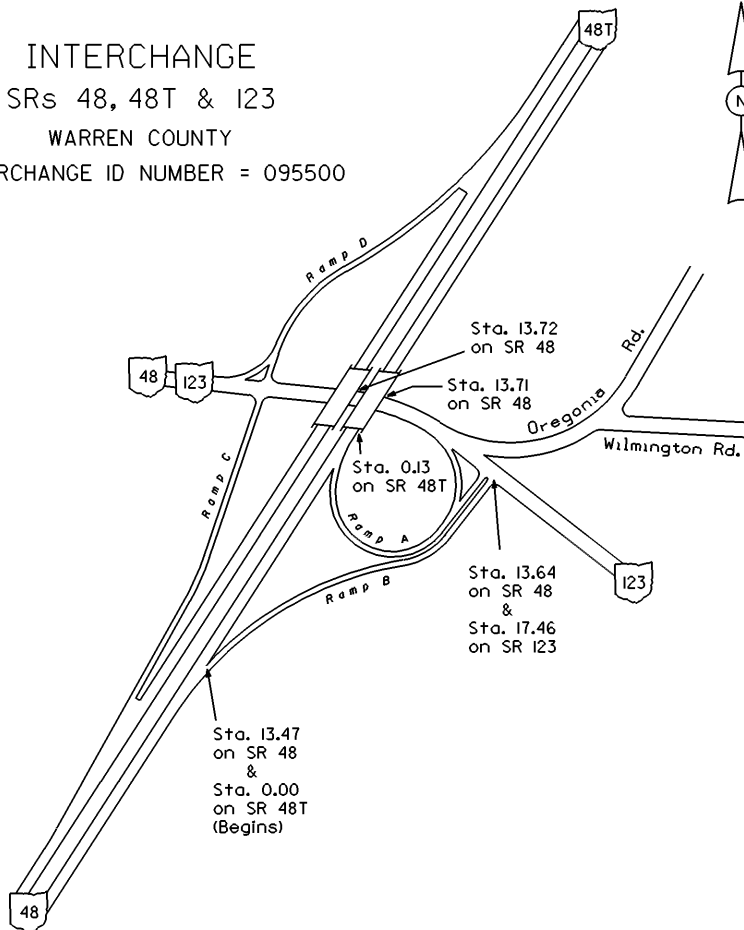 48T
INTERCHANGE
SRs 48, 48T & 123
WARREN COUNTY
RCHANGE ID NUMBER = 095500
N
Ramp D
Sta. 13.72
on SR 48
Rd.
48
123
Sta. 13.71
on SR 48
Oregonia
Wilmington Rd.
Ramp C
Sta. 0.13
on SR 48T
Ramp A
Ramp B
Sta. 13.64
on SR 48
&
Sta. 17.46
on SR 123
123
Sta. 13.47
on SR 48
&
Sta. 0.00
on SR 48T
(Begins)
48